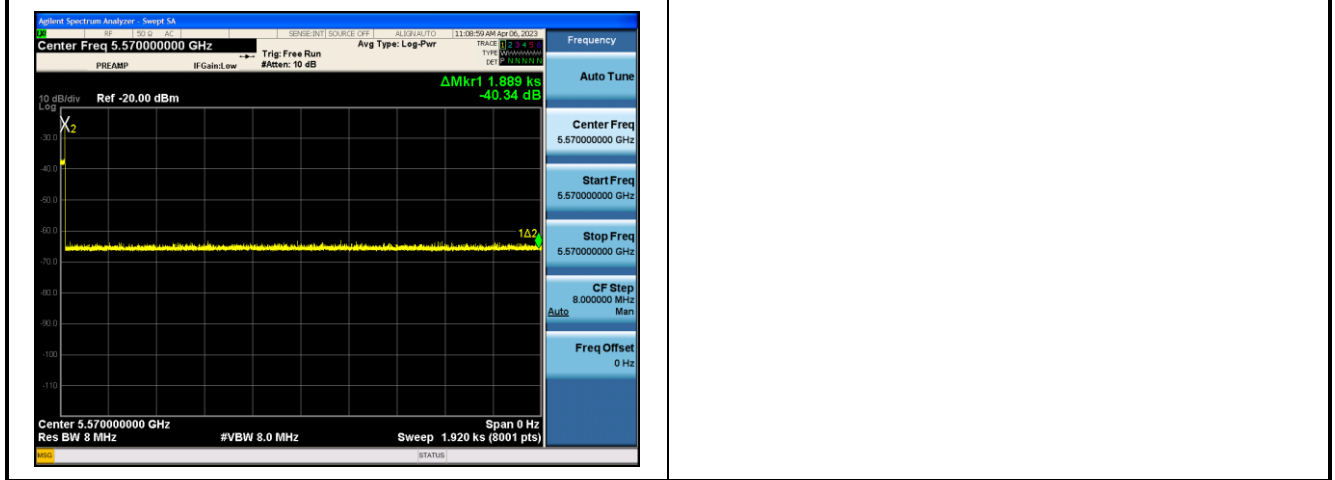 Agilent Spectrum Analyzer - Swept SA
RF 50 Ω AC SENSE:INT SOURCE OFF ALIGNAUTO 11:08:59 AM Apr 06, 2023
Center Freq 5.570000000 GHz
Avg Type: Log-Pwr
TRACE 1 2 3 4 5 6
Trig: Free Run
TYPE
PREAMP IFGain:Low #Atten: 10 dB
DET P N N N N N
ΔMkr1 1.889 ks
-40.34 dB
10 dB/div Ref -20.00 dBm
Log
2
-30.0
-40.0
-50.0
-60.0
1Δ2
-70.0
-80.0
-90.0
-100
-110
Center 5.570000000 GHz Span 0 Hz
Res BW 8 MHz #VBW 8.0 MHz Sweep 1.920 ks (8001 pts)
MSG STATUS
Frequency
Auto Tune
Center Freq
5.570000000 GHz
Start Freq
5.570000000 GHz
Stop Freq
5.570000000 GHz
CF Step
8.000000 MHz
Auto Man
Freq Offset
0 Hz